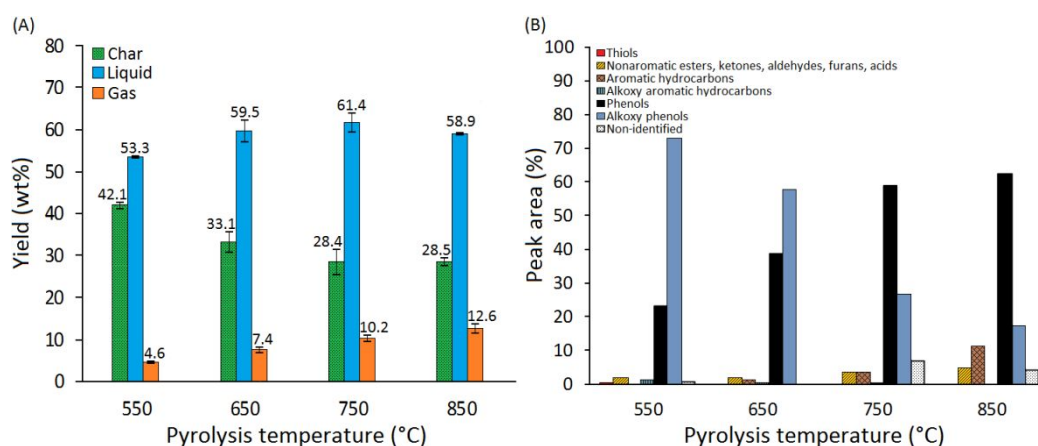 (A)
80
70
60
50
40
30
20
10
0
Yield (wt%)
Char
Liquid
Gas
42.1
53.3
4.6
33.1
59.5
7.4
28.4
61.4
10.2
28.5
58.9
12.6
550 650 750 850
Pyrolysis temperature (°C)
(B)
100
90
80
70
60
50
40
30
20
10
0
Peak area (%)
Thiols
Nonaromatic esters, ketones, aldehydes, furans, acids
Aromatic hydrocarbons
Alkoxy aromatic hydrocarbons
Phenols
Alkoxy phenols
Non-identified
550 650 750 850
Pyrolysis temperature (°C)